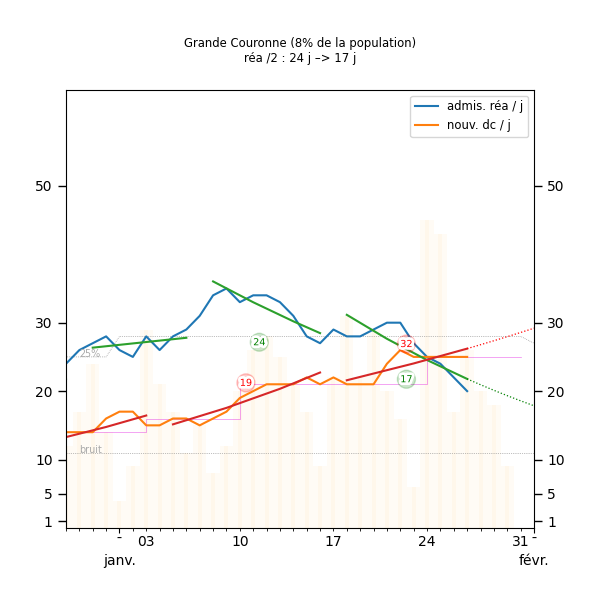 Grande Couronne (8% de la population)
réa /2 : 24 j –> 17 j
admis. réa / j
nouv. dc / j
50 50
30 30
32
24
25%
19
17
20 20
bruit
10 10
5 5
1 1
- 03 10 17 24 31 -
janv. févr.